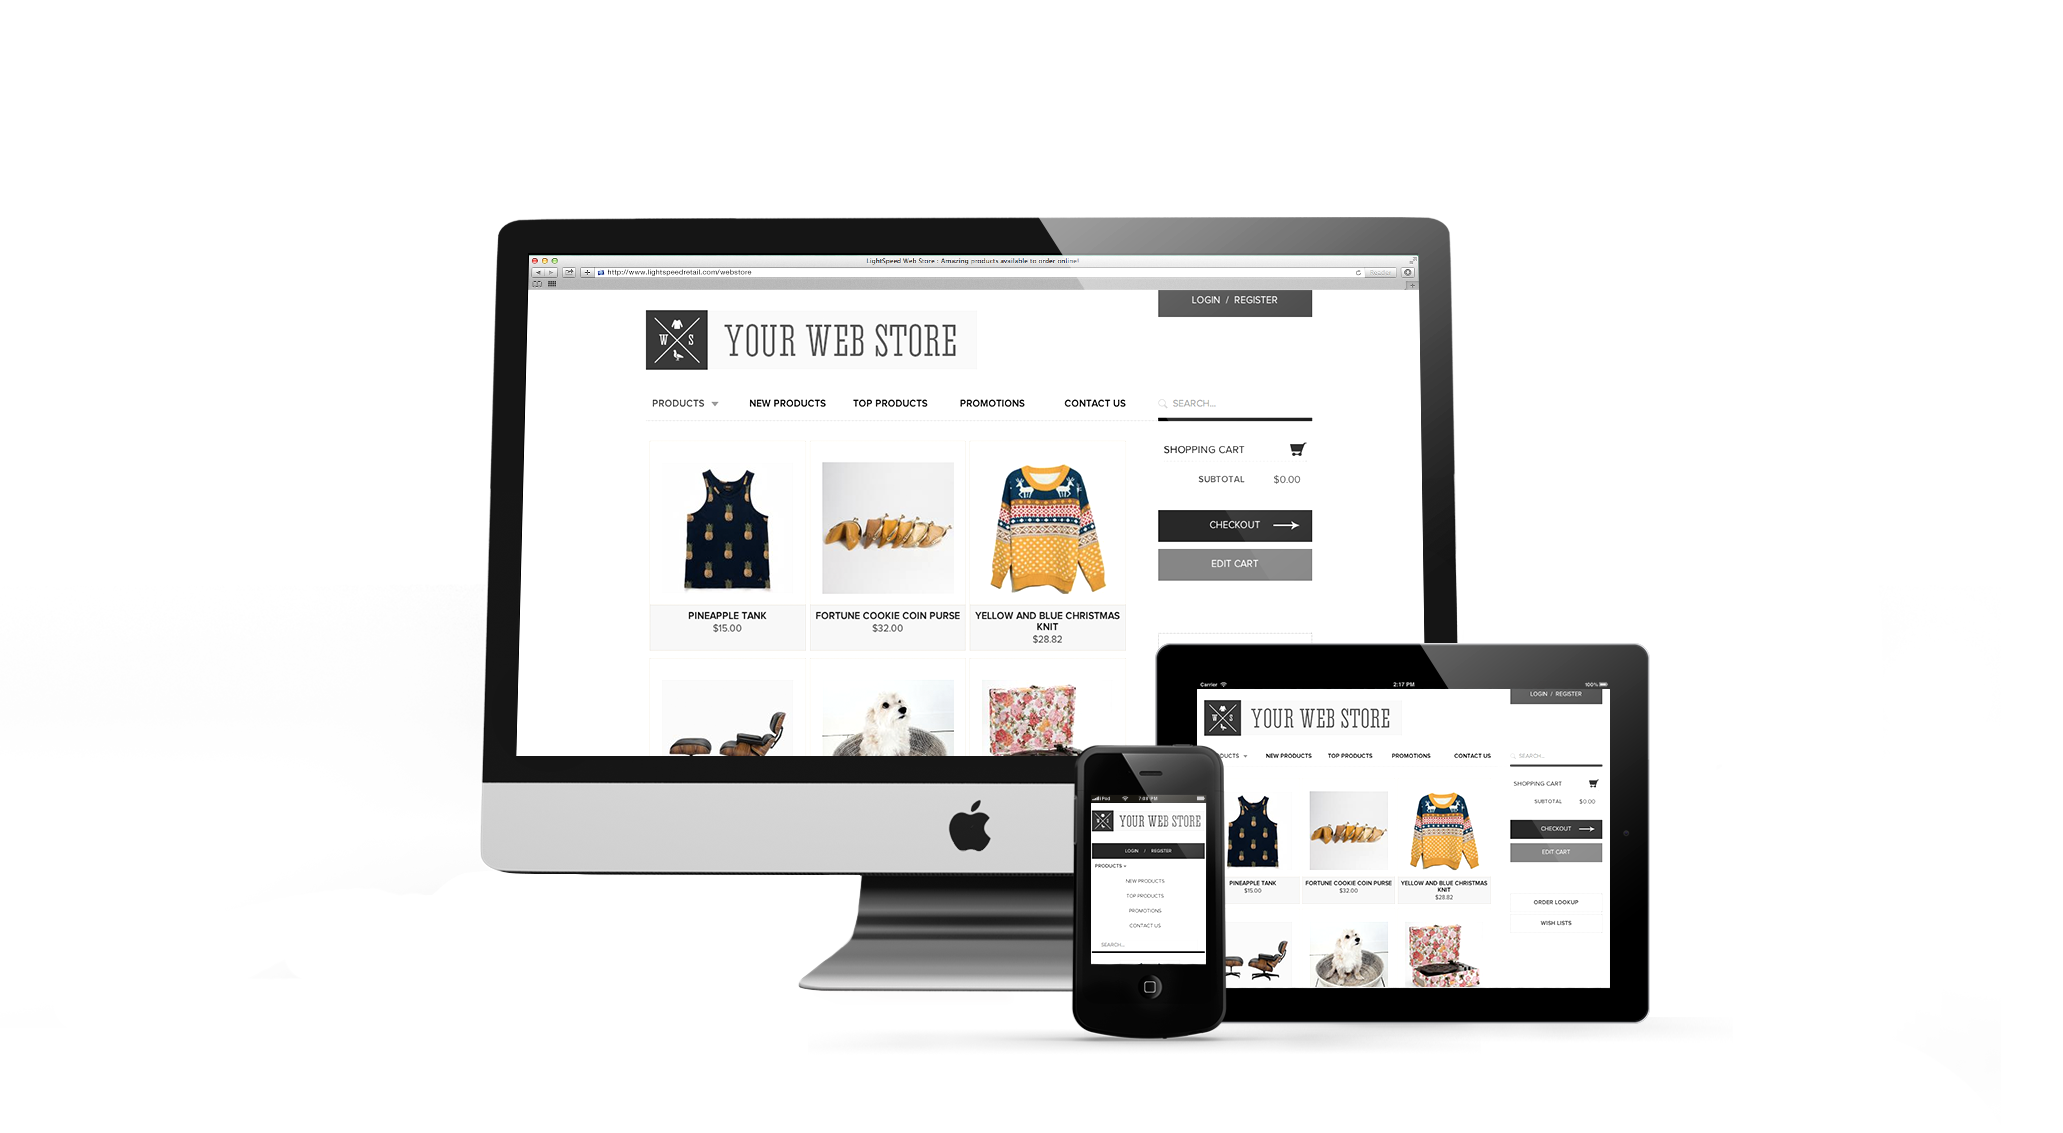 LightSpeed Web Store : Amazing products available to order online!
http://www.lightspeedretail.com/webstore
Reader
LOGIN / REGISTER
W S
YOUR WEB STORE
PRODUCTS
NEW PRODUCTS
TOP PRODUCTS
PROMOTIONS
CONTACT US
SEARCH...
SHOPPING CART
SUBTOTAL $0.00
CHECKOUT
EDIT CART
PINEAPPLE TANK
$15.00
FORTUNE COOKIE COIN PURSE
$32.00
YELLOW AND BLUE CHRISTMAS
KNIT
$28.82
Carrier 2:17 PM 100%
LOGIN / REGISTER
W S
YOUR WEB STORE
DUCTS
NEW PRODUCTS
TOP PRODUCTS
PROMOTIONS
CONTACT US
SEARCH...
SHOPPING CART
SUBTOTAL $0.00
CHECKOUT
EDIT CART
PINEAPPLE TANK
$15.00
FORTUNE COOKIE COIN PURSE
$32.00
YELLOW AND BLUE CHRISTMAS
KNIT
$28.82
ORDER LOOKUP
WISH LISTS
iPod 7:08 PM
YOUR WEB STORE
LOGIN / REGISTER
PRODUCTS
NEW PRODUCTS
TOP PRODUCTS
PROMOTIONS
CONTACT US
SEARCH...